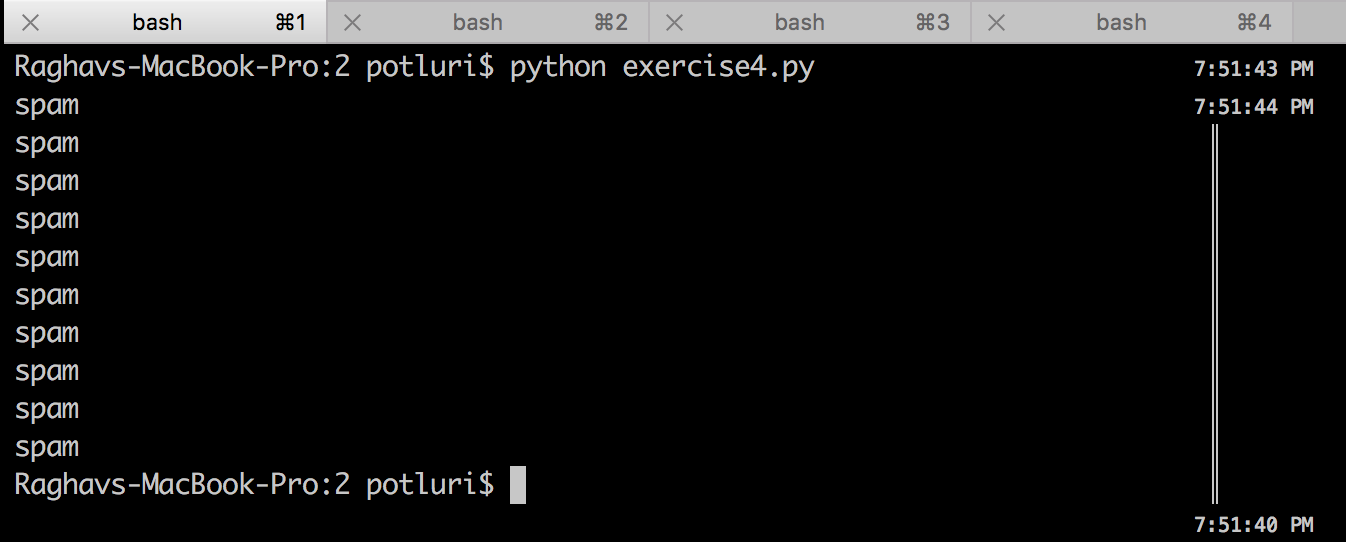 bash ⌘1 bash ⌘2 bash ⌘3 bash ⌘4
Raghavs-MacBook-Pro:2 potluri$ python exercise4.py 7:51:43 PM
spam 7:51:44 PM
spam
spam
spam
spam
spam
spam
spam
spam
spam
Raghavs-MacBook-Pro:2 potluri$
7:51:40 PM